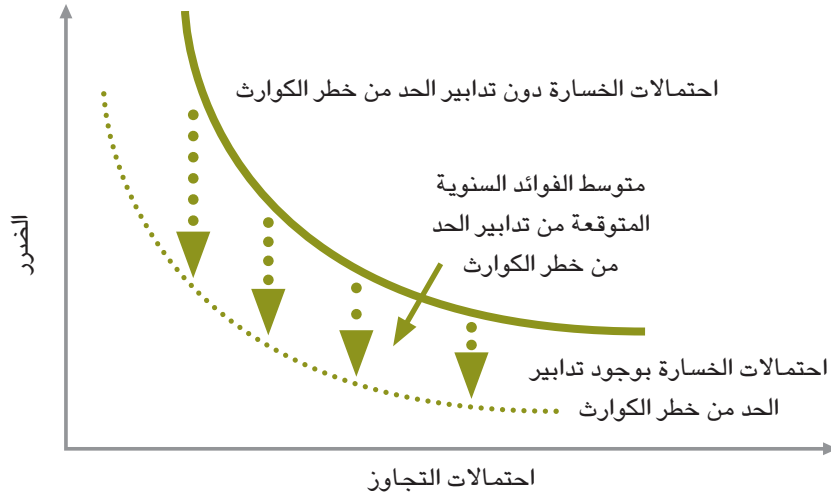 احتمالات الخسارة دون تدابير الحد من خطر الكوارث
متوسط الفوائد السنوية
المتوقعة من تدابير الحد
من خطر الكوارث
الضرر
احتمالات الخسارة بوجود تدابير
الحد من خطر الكوارث
احتمالات التجاوز